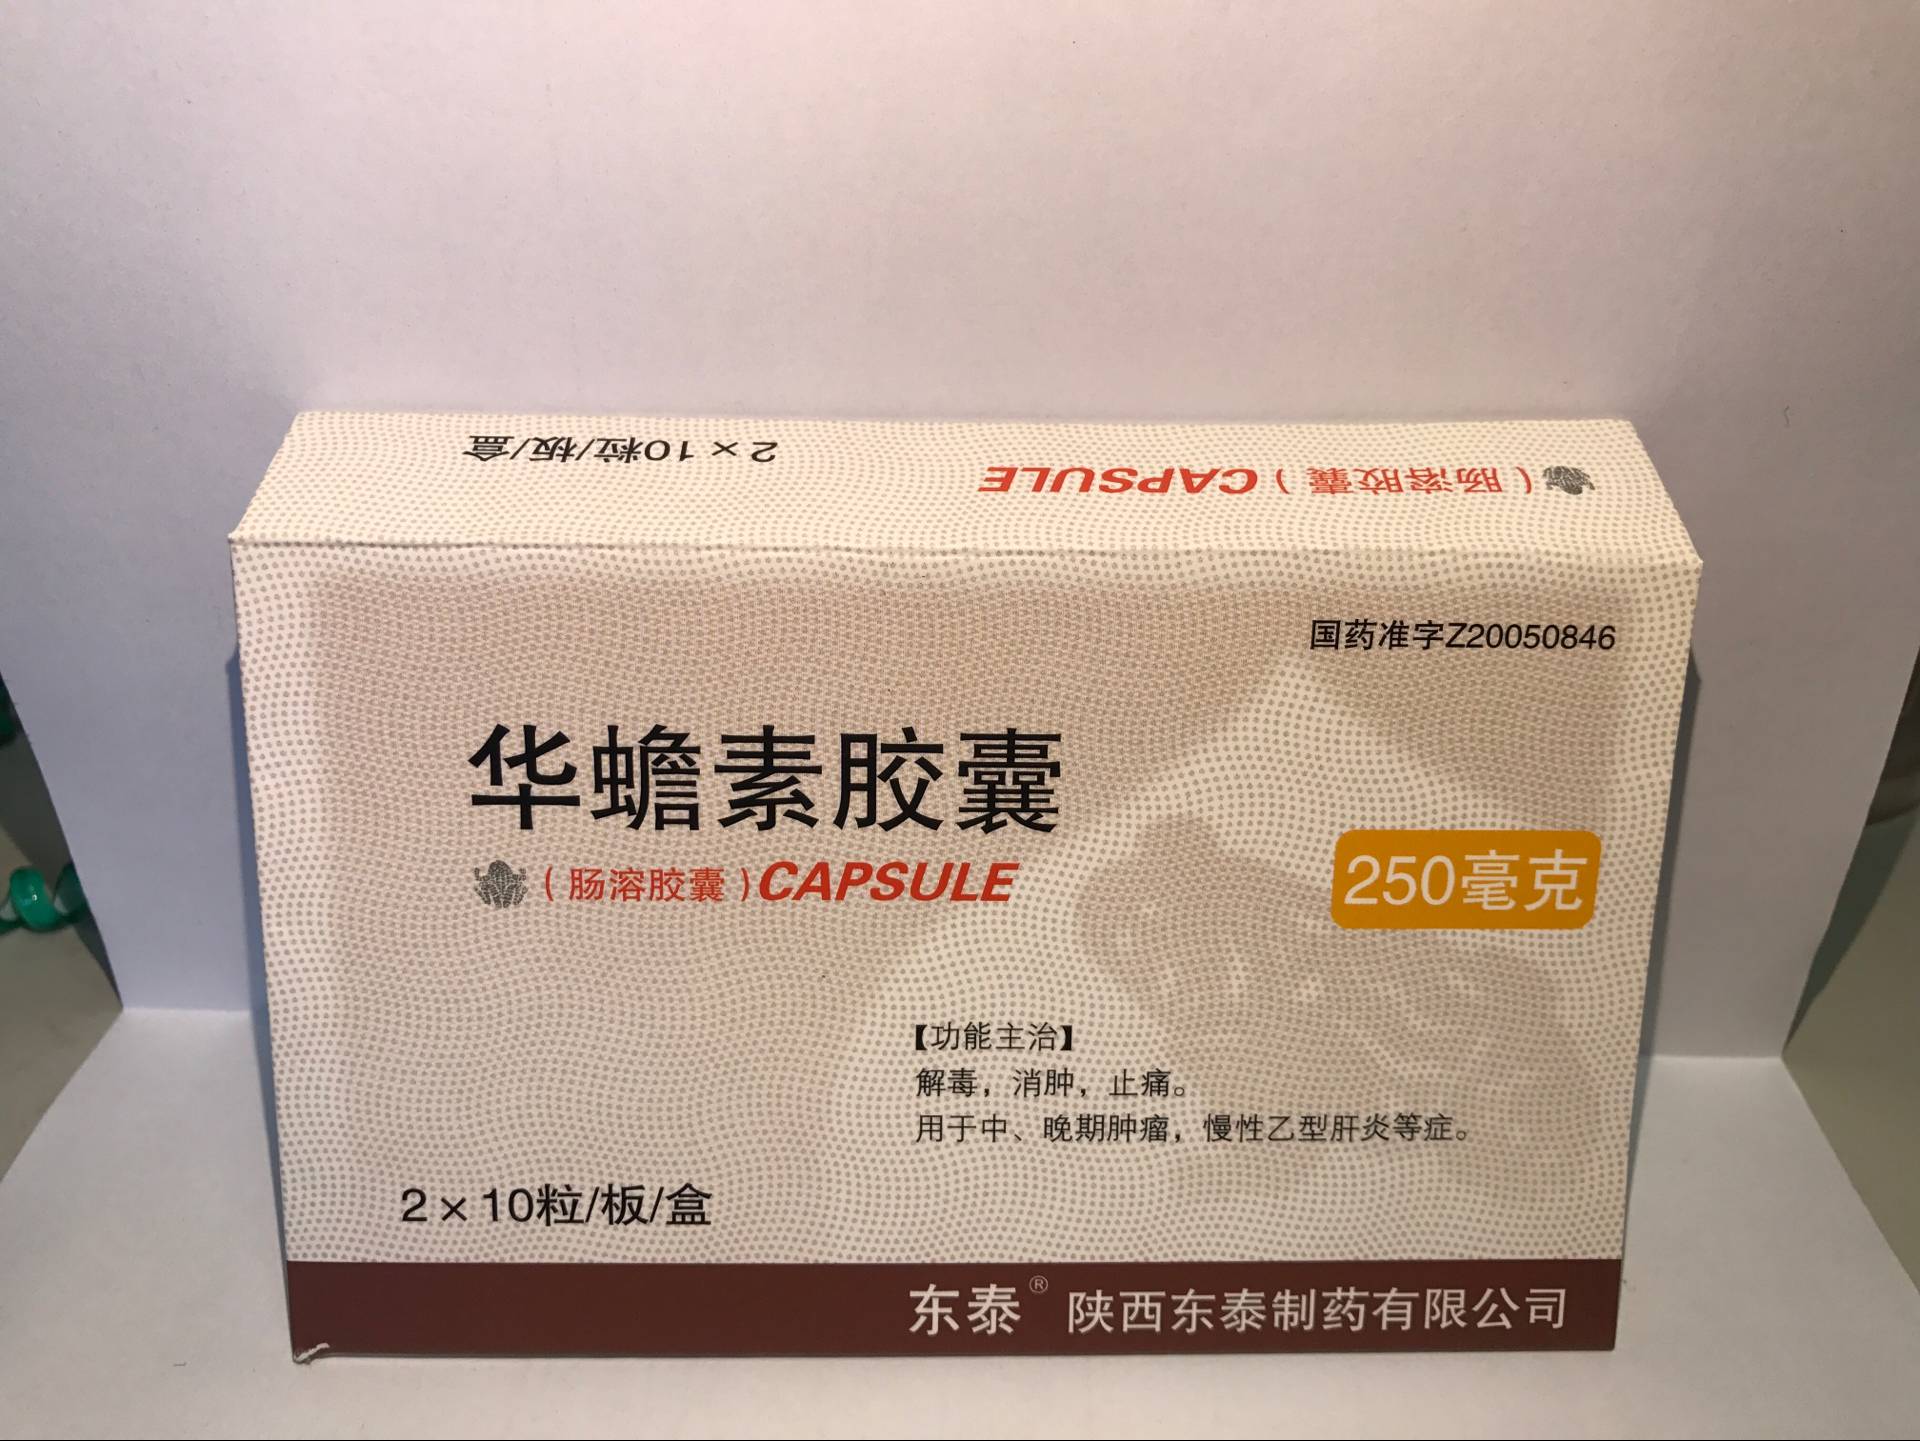 2×10粒/板/盒
(肠溶胶囊)CAPSULE
国药准字Z20050846
华蟾素胶囊
(肠溶胶囊)CAPSULE
250毫克
【功能主治】
解毒，消肿，止痛。
用于中、晚期肿瘤，慢性乙型肝炎等症。
2×10粒/板/盒
东泰® 陕西东泰制药有限公司